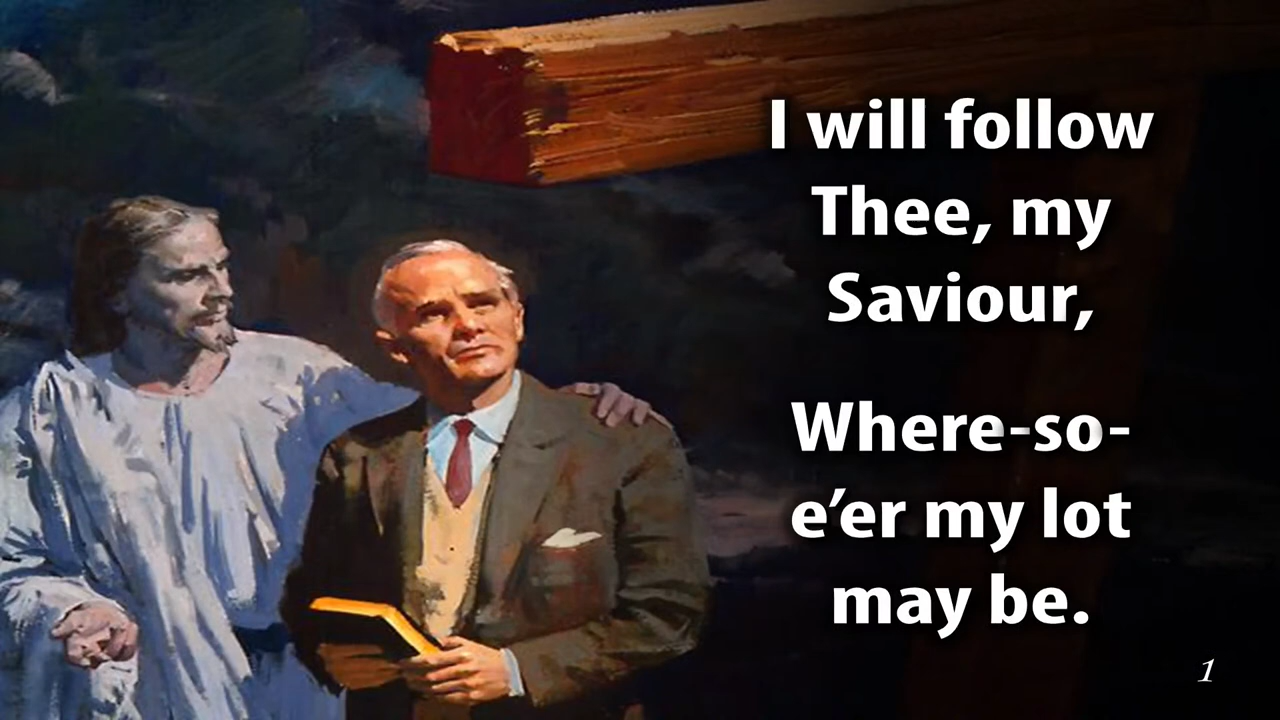 I will follow
Thee, my
Saviour,
Where-so-
e’er my lot
may be.
1